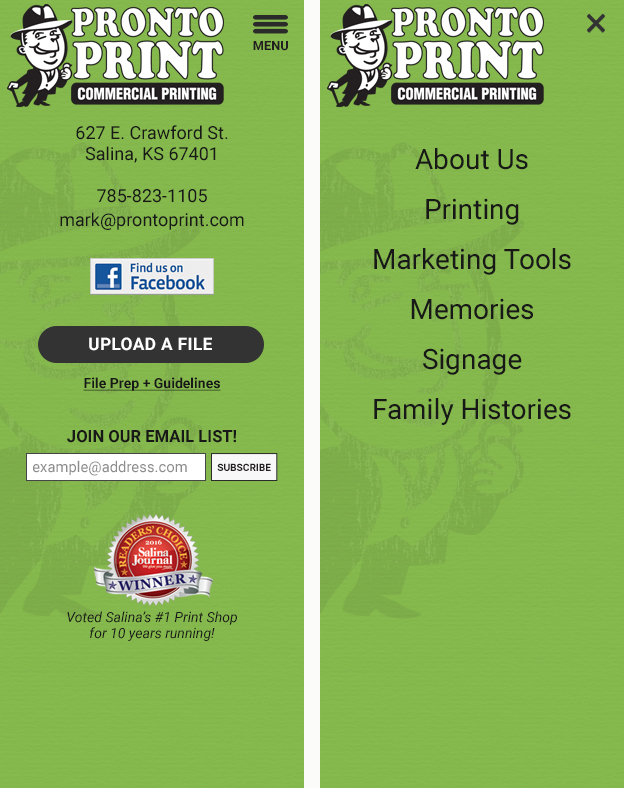 PRONTO
PRINT
COMMERCIAL PRINTING
MENU
627 E. Crawford St.
Salina, KS 67401
785-823-1105
mark@prontoprint.com
Find us on
Facebook
UPLOAD A FILE
File Prep + Guidelines
JOIN OUR EMAIL LIST!
example@address.com SUBSCRIBE
READERS' CHOICE
2016
Salina
Journal
WINNER
Voted Salina's #1 Print Shop
for 10 years running!
PRONTO
PRINT
COMMERCIAL PRINTING
About Us
Printing
Marketing Tools
Memories
Signage
Family Histories